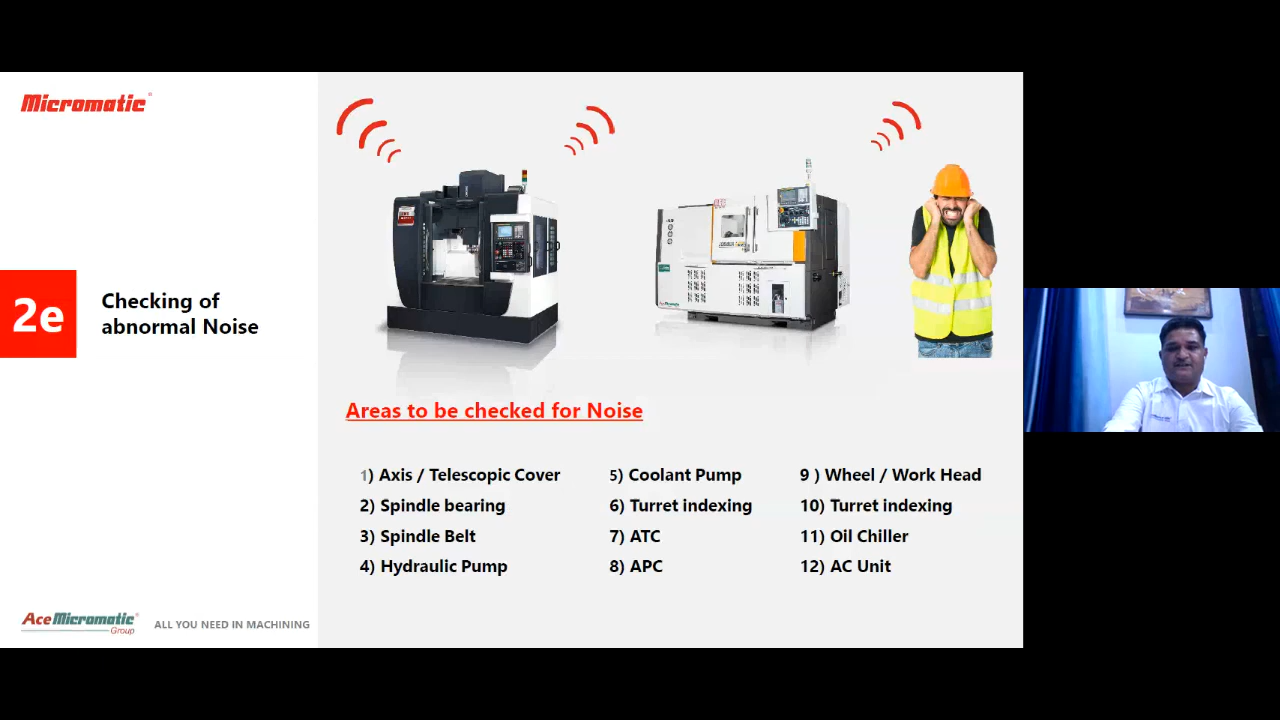 Micromatic
2e
Checking of
abnormal Noise
Areas to be checked for Noise
1) Axis / Telescopic Cover
2) Spindle bearing
3) Spindle Belt
4) Hydraulic Pump
5) Coolant Pump
6) Turret indexing
7) ATC
8) APC
9 ) Wheel / Work Head
10) Turret indexing
11) Oil Chiller
12) AC Unit
AceMicromatic
Group
ALL YOU NEED IN MACHINING